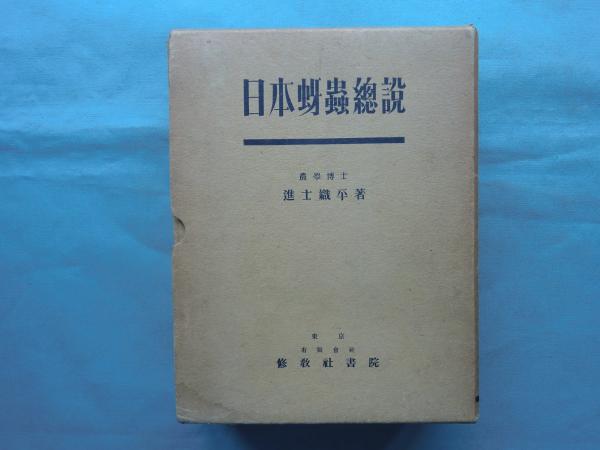 日本蚜蟲總說
農學博士
進士織平著
東京
有限會社
修教社書院